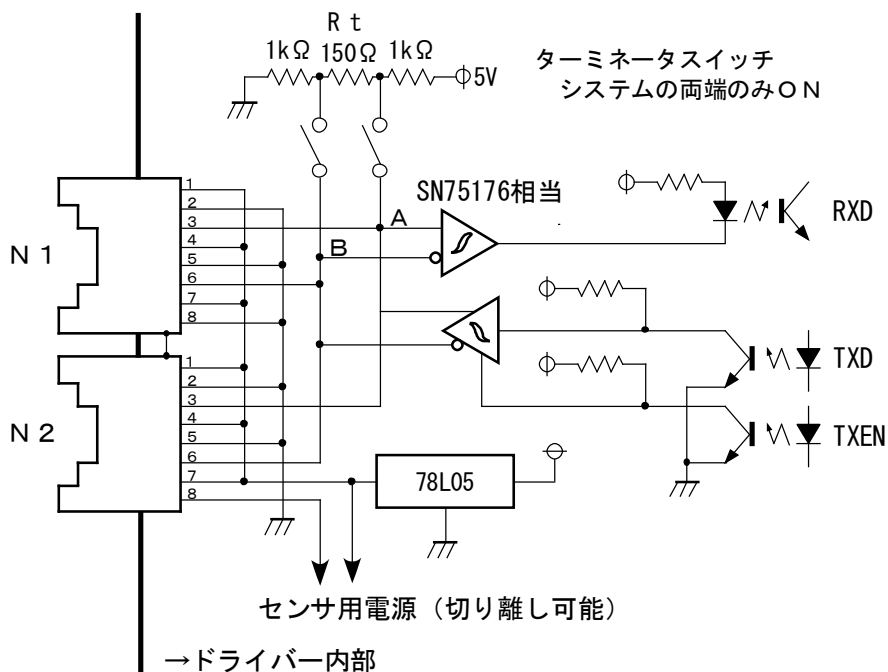 Rt
1kΩ 150Ω 1kΩ
5V
ターミネータスイッチ
システムの両端のみON
SN75176相当
A
B
RXD
N1
1
2
3
4
5
6
7
8
N2
1
2
3
4
5
6
7
8
TXD
TXEN
78L05
センサ用電源(切り離し可能)
→ドライバー内部